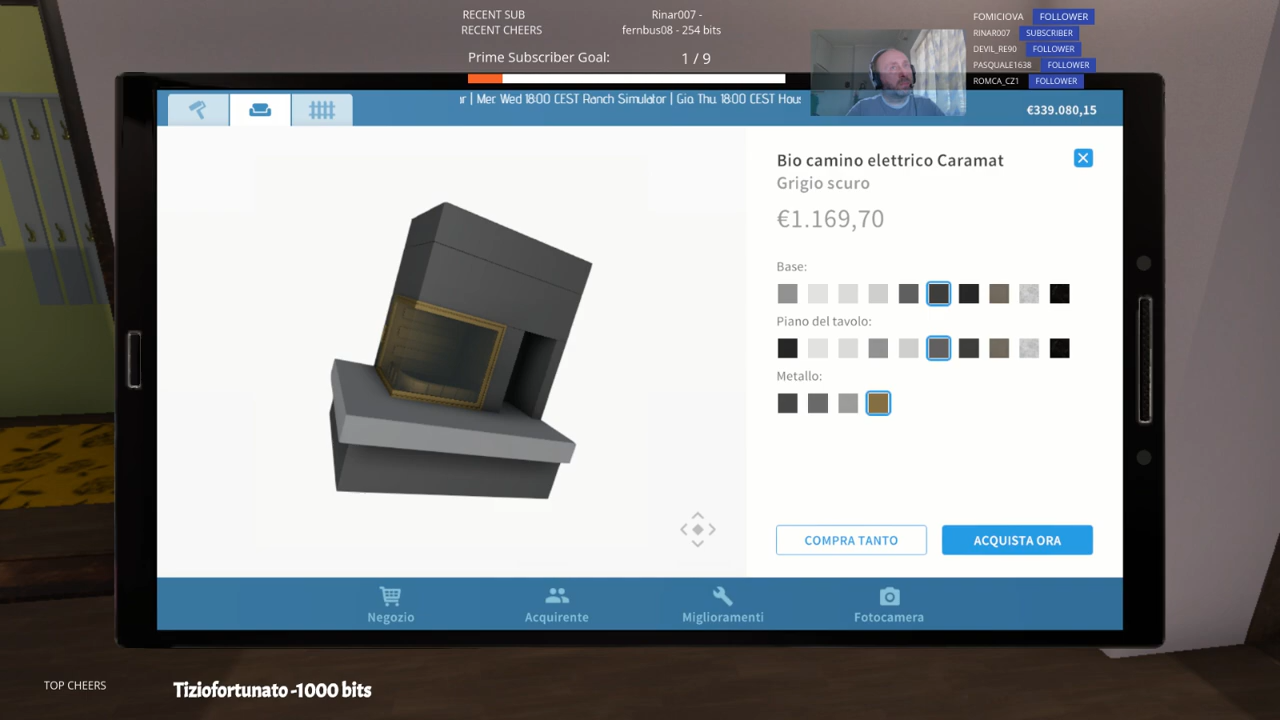 RECENT SUB
Rinar007 -
RECENT CHEERS
fernbus08 - 254 bits
Prime Subscriber Goal:
1 / 9
FOMICIOVA FOLLOWER
RINAR007 SUBSCRIBER
DEVIL_RE90 FOLLOWER
PASQUALE1638 FOLLOWER
ROMCA_CZ1 FOLLOWER
| Mer Wed 18:00 CEST Ranch Simulator | Gio Thu. 18:00 CEST
€339.080,15
Bio camino elettrico Caramat
Grigio scuro
€1.169,70
Base:
Piano del tavolo:
Metallo:
COMPRA TANTO
ACQUISTA ORA
Negozio
Acquirente
Miglioramenti
Fotocamera
TOP CHEERS
Tiziofortunato -1000 bits